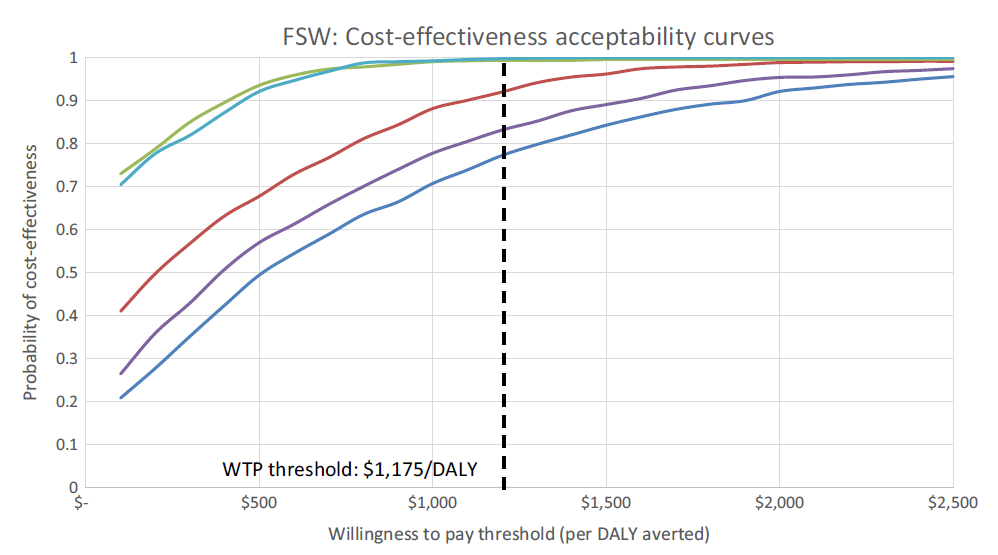 FSW: Cost-effectiveness acceptability curves
1
0.9
0.8
0.7
0.6
0.5
0.4
0.3
0.2
0.1
0
Probability of cost-effectiveness
WTP threshold: $1,175/DALY
$- $500 $1,000 $1,500 $2,000 $2,500
Willingness to pay threshold (per DALY averted)